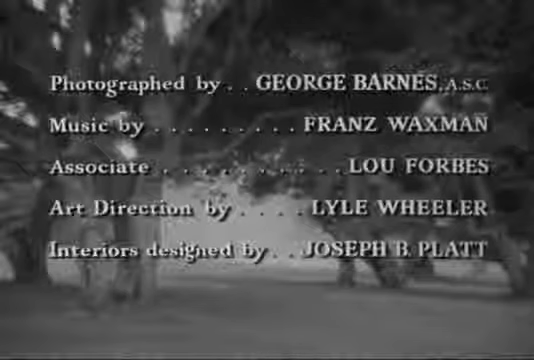 Photographed by . . GEORGE BARNES, A.S.C.
Music by . . . . . . . . . FRANZ WAXMAN
Associate . . . . . . . . . . LOU FORBES
Art Direction by . . . . LYLE WHEELER
Interiors designed by . . JOSEPH B. PLATT